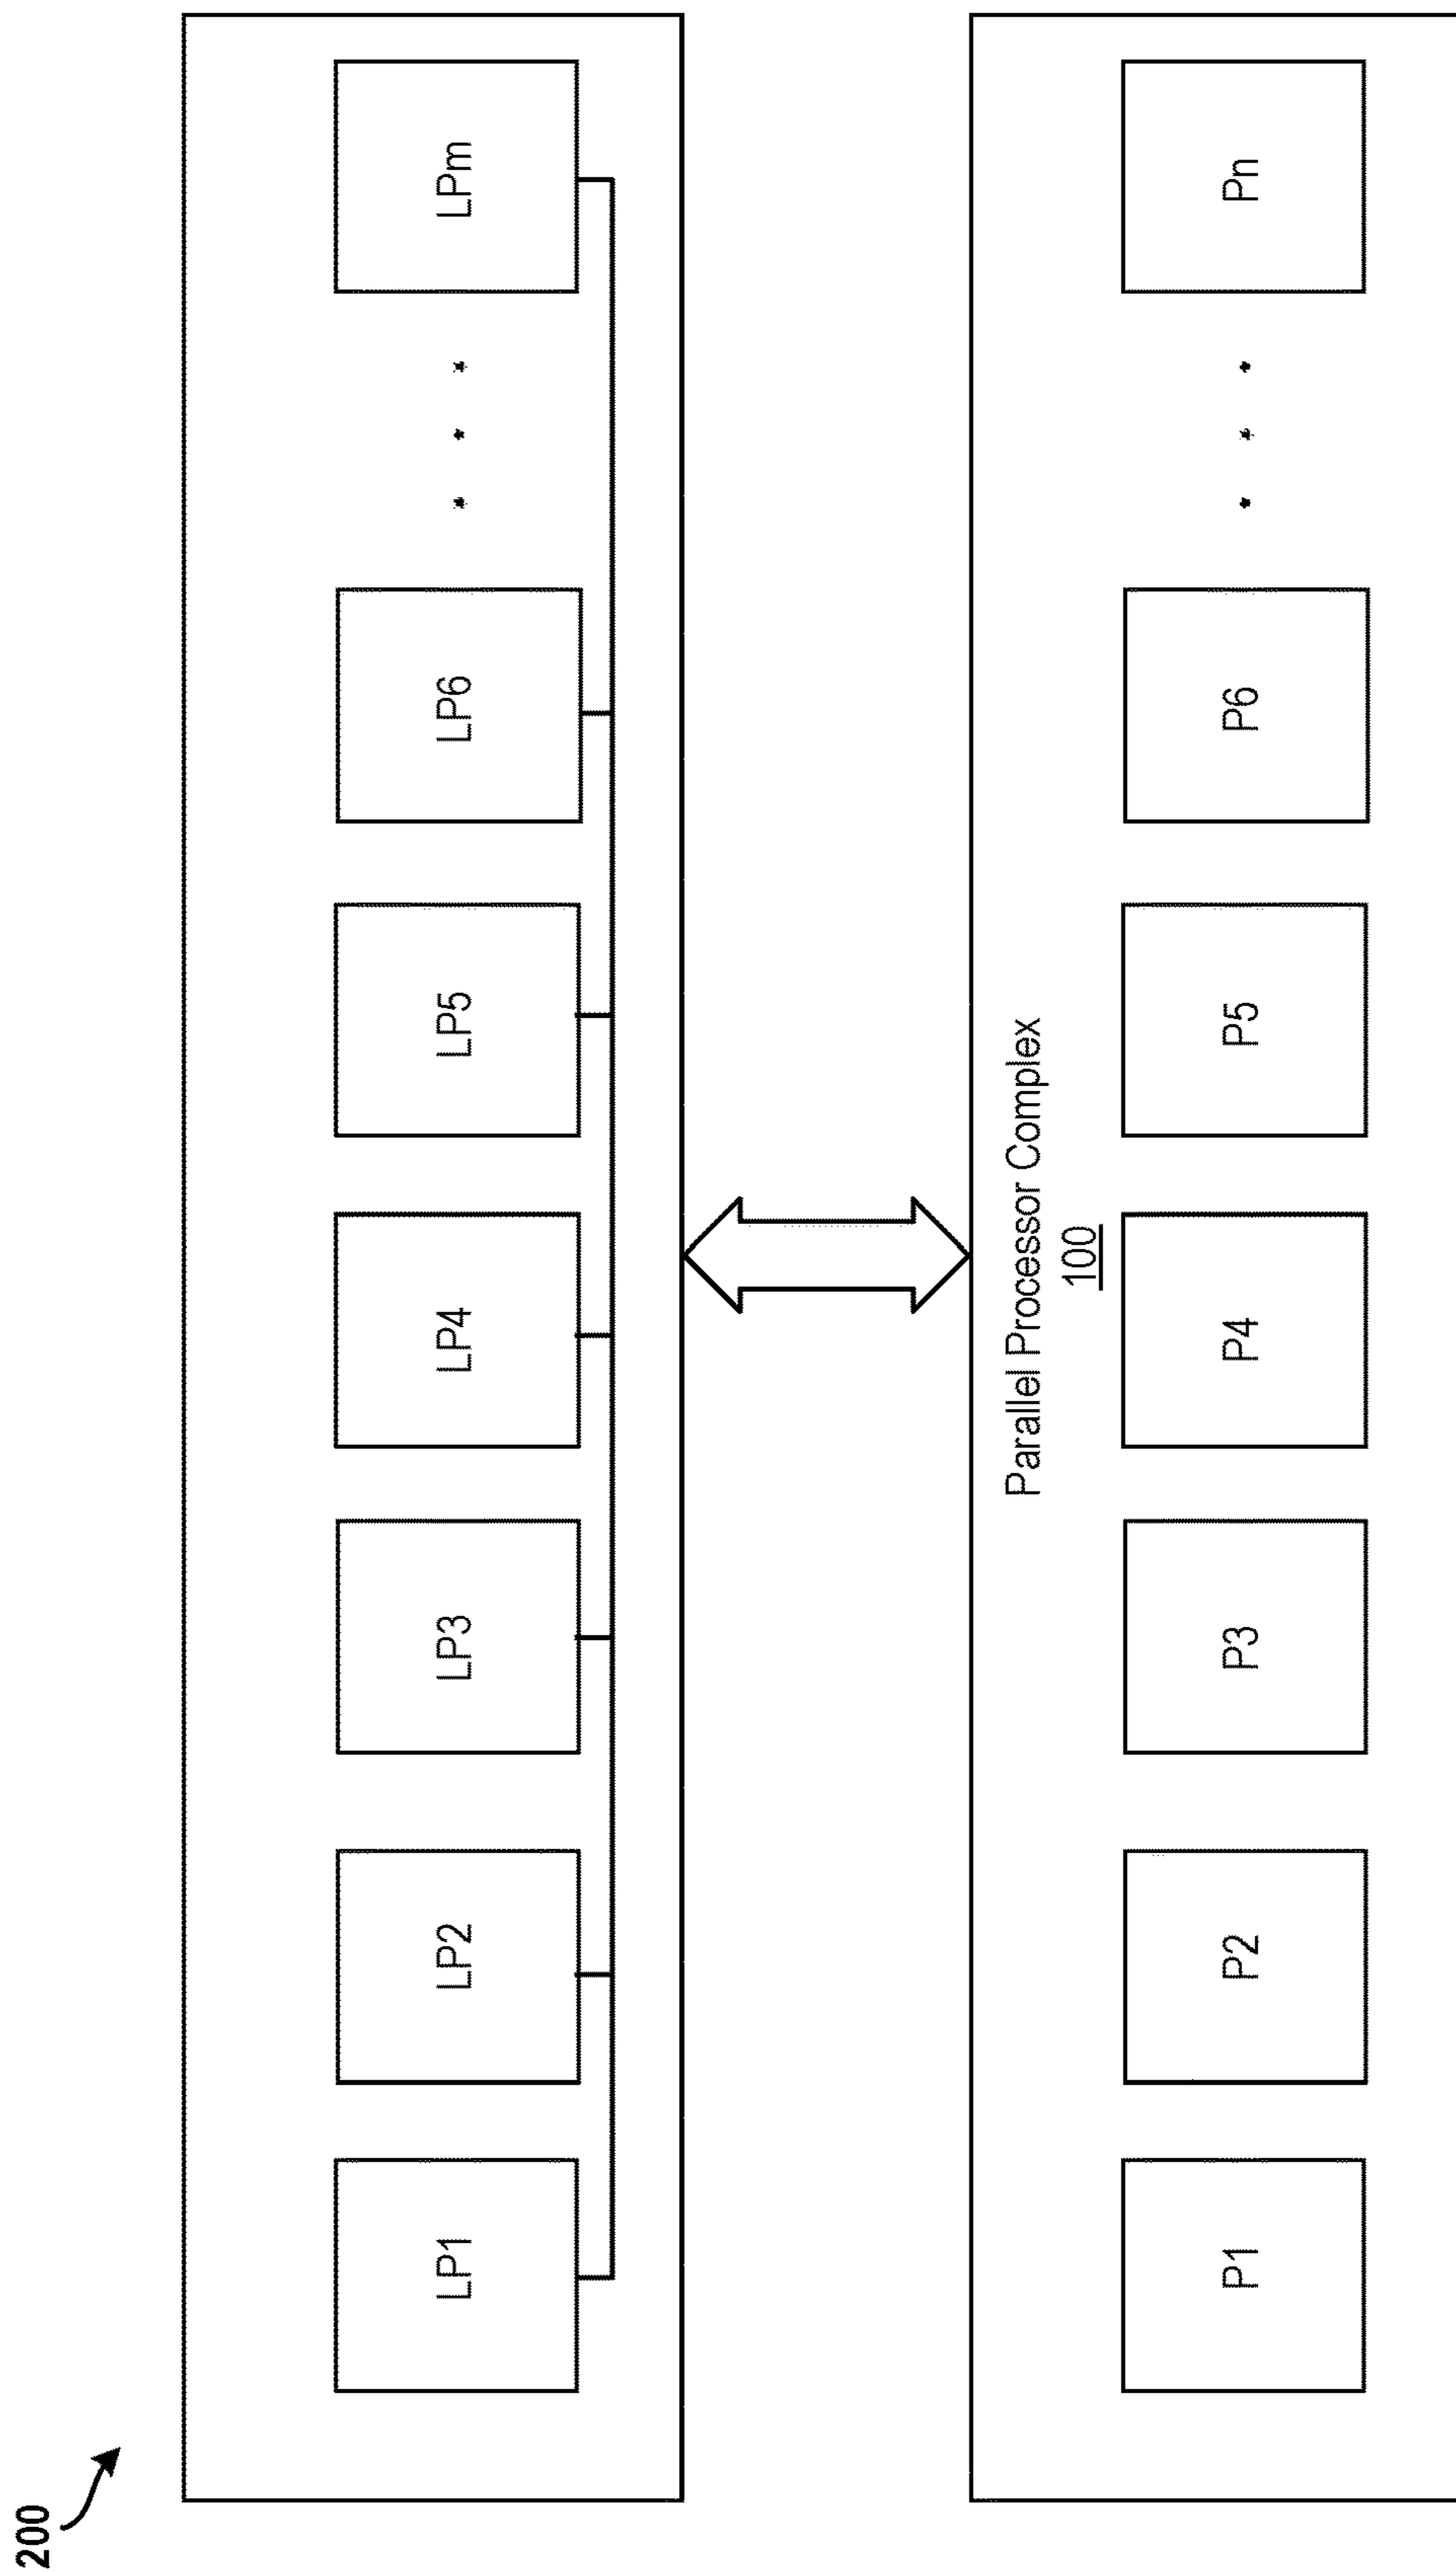 200
LP1
LP2
LP3
LP4
LP5
LP6
LPm
Parallel Processor Complex
100
P1
P2
P3
P4
P5
P6
Pn